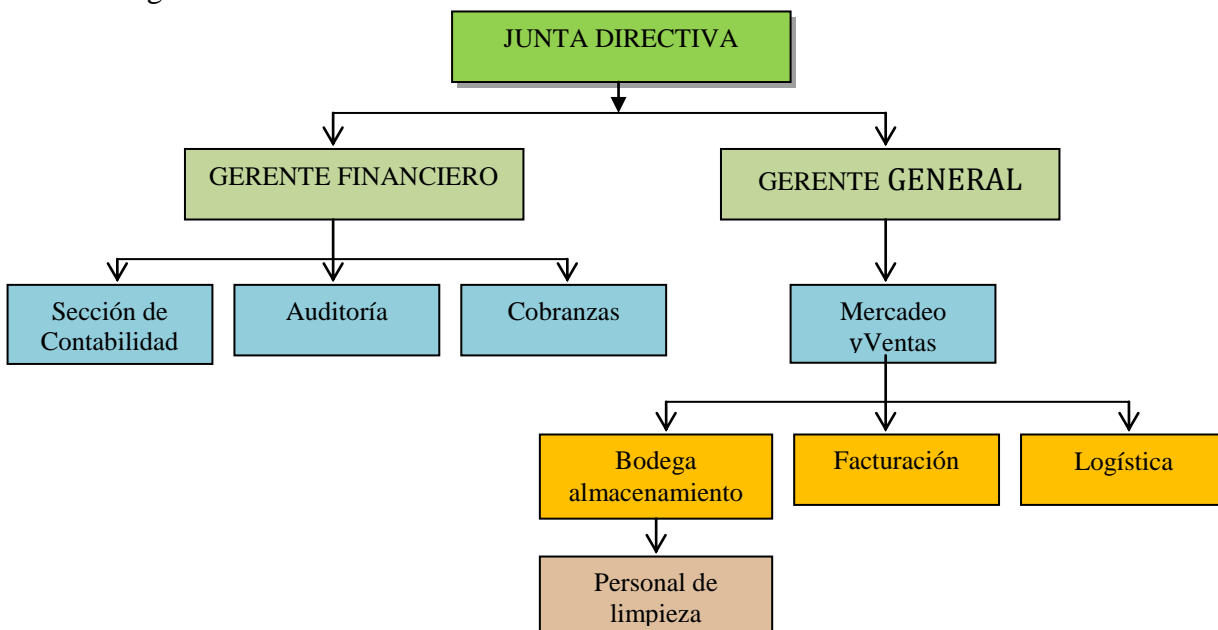 JUNTA DIRECTIVA
GERENTE FINANCIERO
GERENTE GENERAL
Sección de
Contabilidad
Auditoría
Cobranzas
Mercadeo
yVentas
Bodega
almacenamiento
Facturación
Logística
Personal de
limpieza